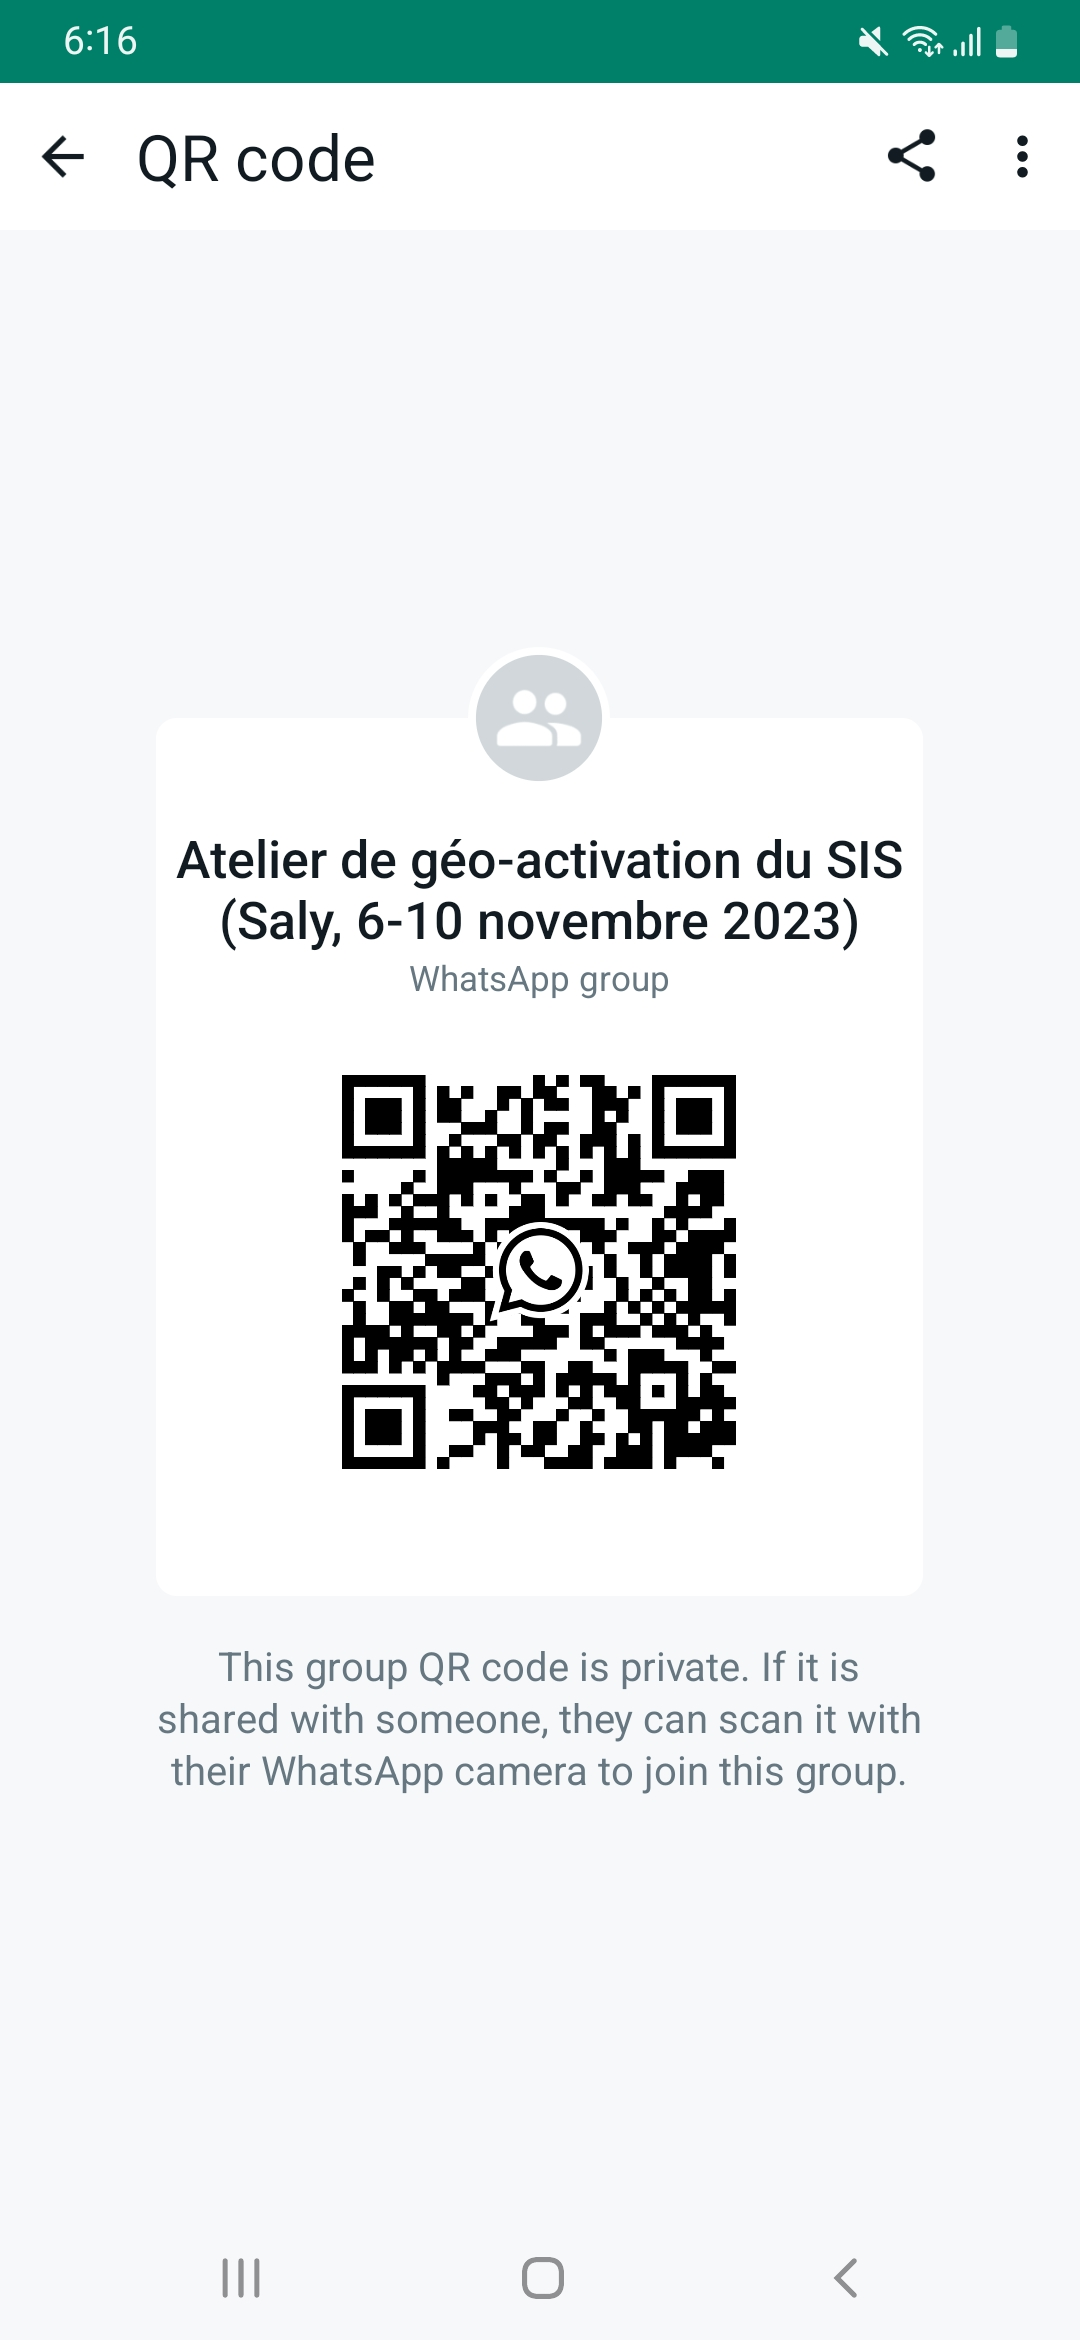 6:16
QR code
Atelier de géo-activation du SIS
(Saly, 6-10 novembre 2023)
WhatsApp group
This group QR code is private. If it is
shared with someone, they can scan it with
their WhatsApp camera to join this group.